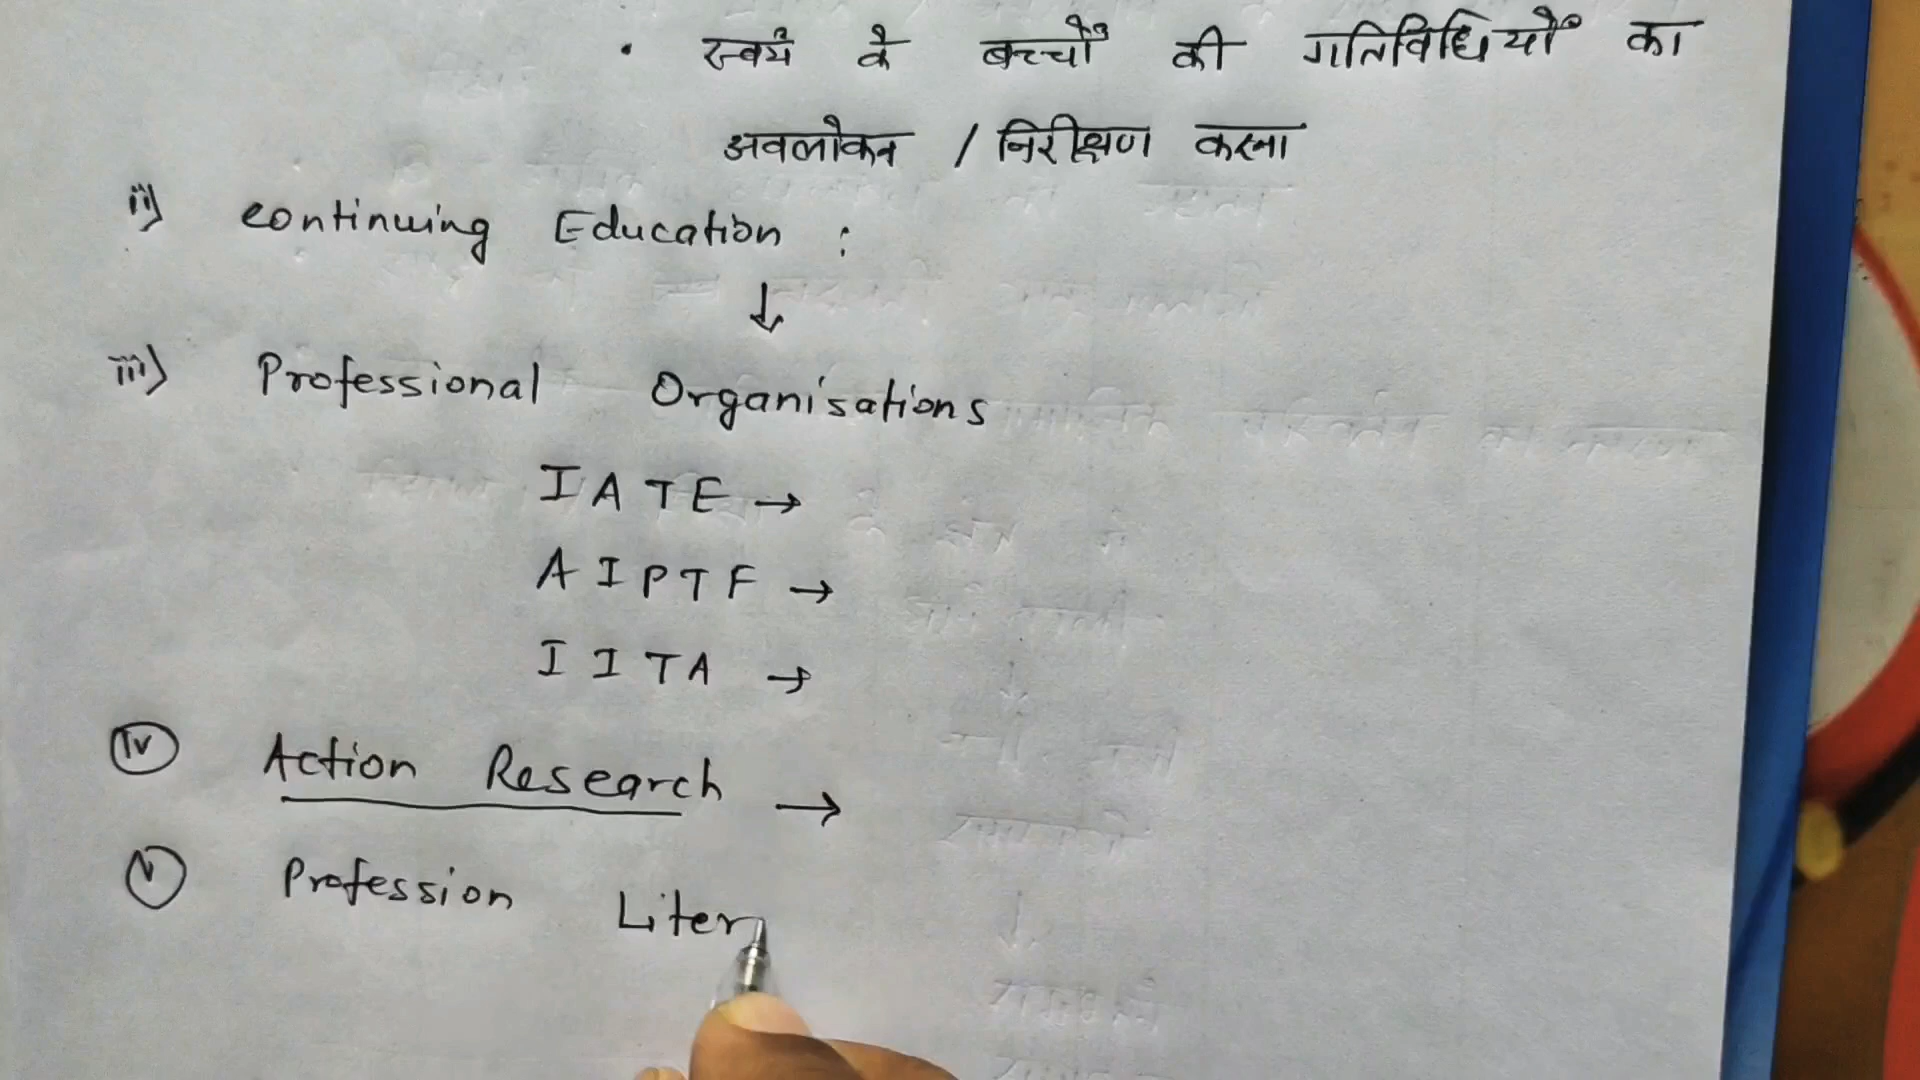 • स्वयं के बच्चों की गतिविधियों का
अवलोकन / निरीक्षण करना
ii) continuing Education :
↓
iii) Professional Organisations
IATE →
AIPTF →
IITA →
iv Action Research →
v Profession Liter